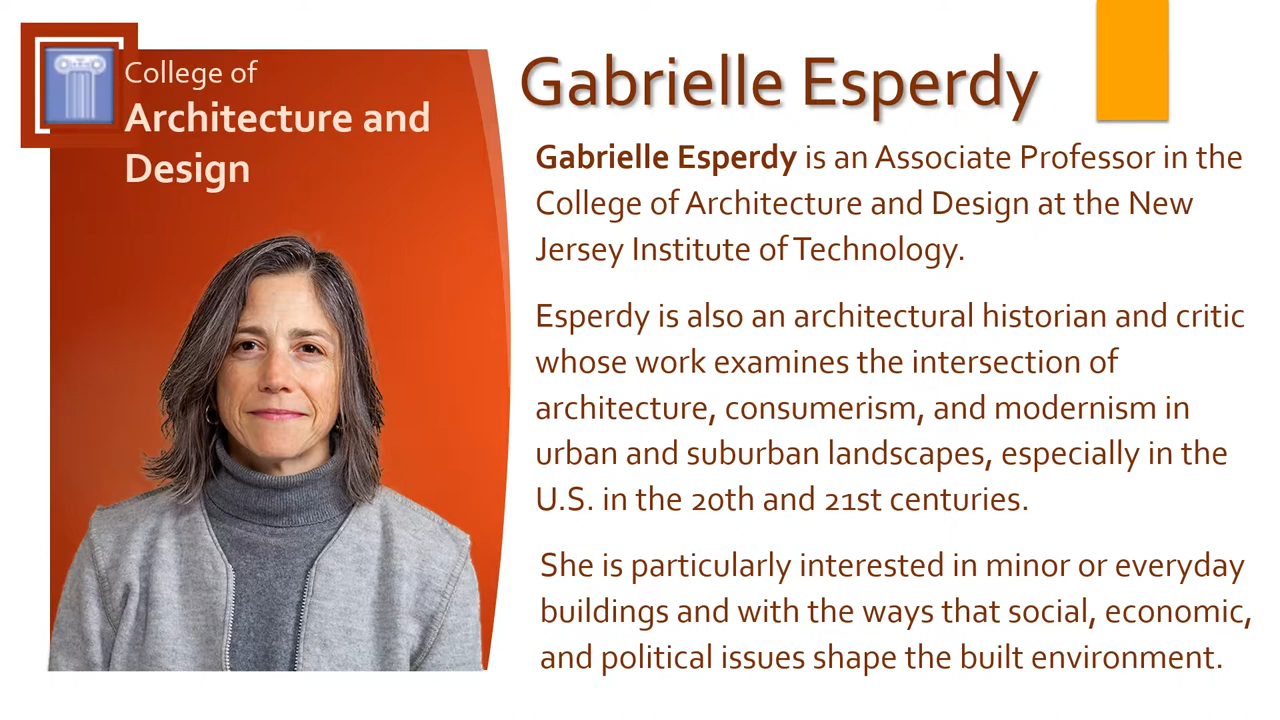 College of
Architecture and
Design
Gabrielle Esperdy
Gabrielle Esperdy is an Associate Professor in the
College of Architecture and Design at the New
Jersey Institute of Technology.
Esperdy is also an architectural historian and critic
whose work examines the intersection of
architecture, consumerism, and modernism in
urban and suburban landscapes, especially in the
U.S. in the 20th and 21st centuries.
She is particularly interested in minor or everyday
buildings and with the ways that social, economic,
and political issues shape the built environment.